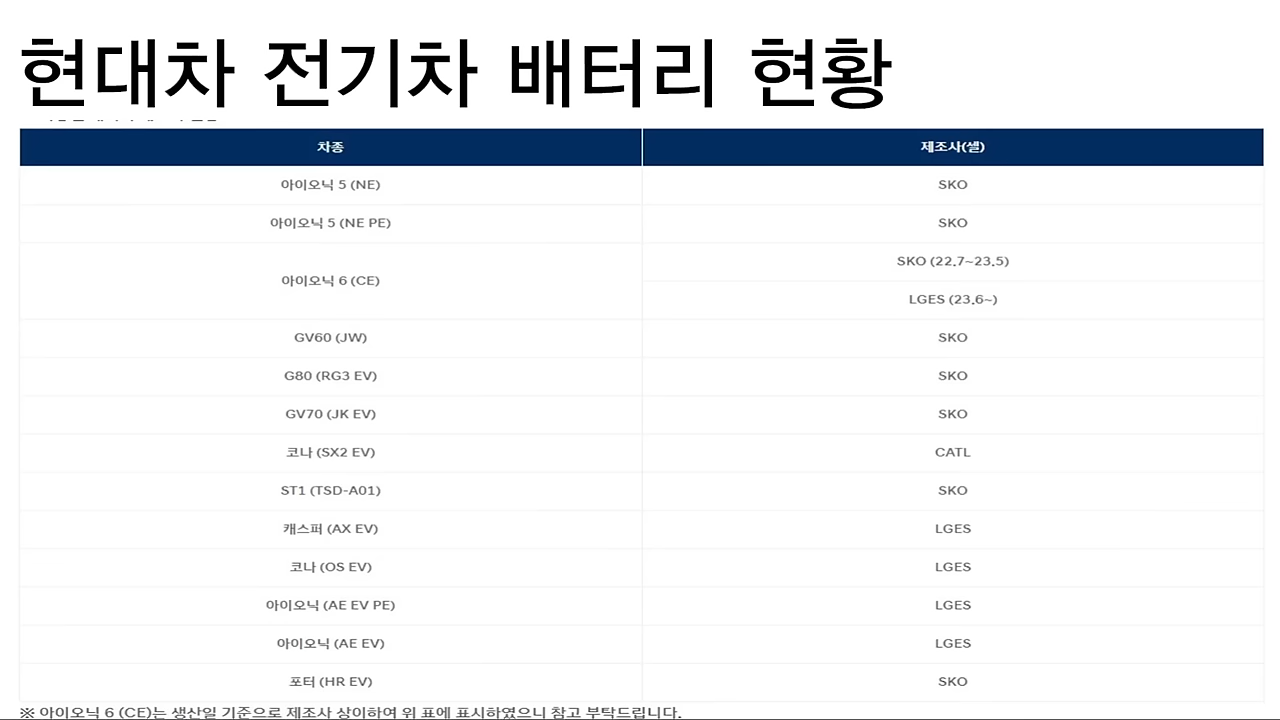 현대차 전기차 배터리 현황
차종 제조사(셀)
아이오닉 5 (NE) SKO
아이오닉 5 (NE PE) SKO
SKO (22.7~23.5)
아이오닉 6 (CE)
LGES (23.6~)
GV60 (JW) SKO
G80 (RG3 EV) SKO
GV70 (JK EV) SKO
코나 (SX2 EV) CATL
ST1 (TSD-A01) SKO
캐스퍼 (AX EV) LGES
코나 (OS EV) LGES
아이오닉 (AE EV PE) LGES
아이오닉 (AE EV) LGES
포터 (HR EV) SKO
※ 아이오닉 6 (CE)는 생산일 기준으로 제조사 상이하여 위 표에 표시하였으니 참고 부탁드립니다.